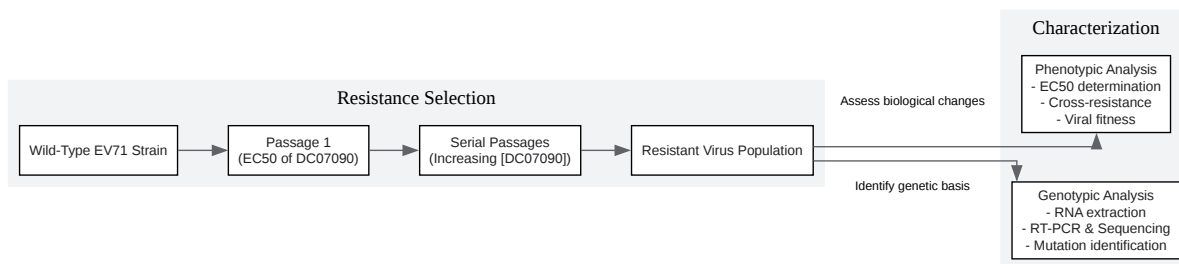 Resistance Selection
Wild-Type EV71 Strain
Passage 1
(EC50 of DC07090)
Serial Passages
(Increasing [DC07090])
Resistant Virus Population
Assess biological changes
Identify genetic basis
Characterization
Phenotypic Analysis
- EC50 determination
- Cross-resistance
- Viral fitness
Genotypic Analysis
- RNA extraction
- RT-PCR & Sequencing
- Mutation identification